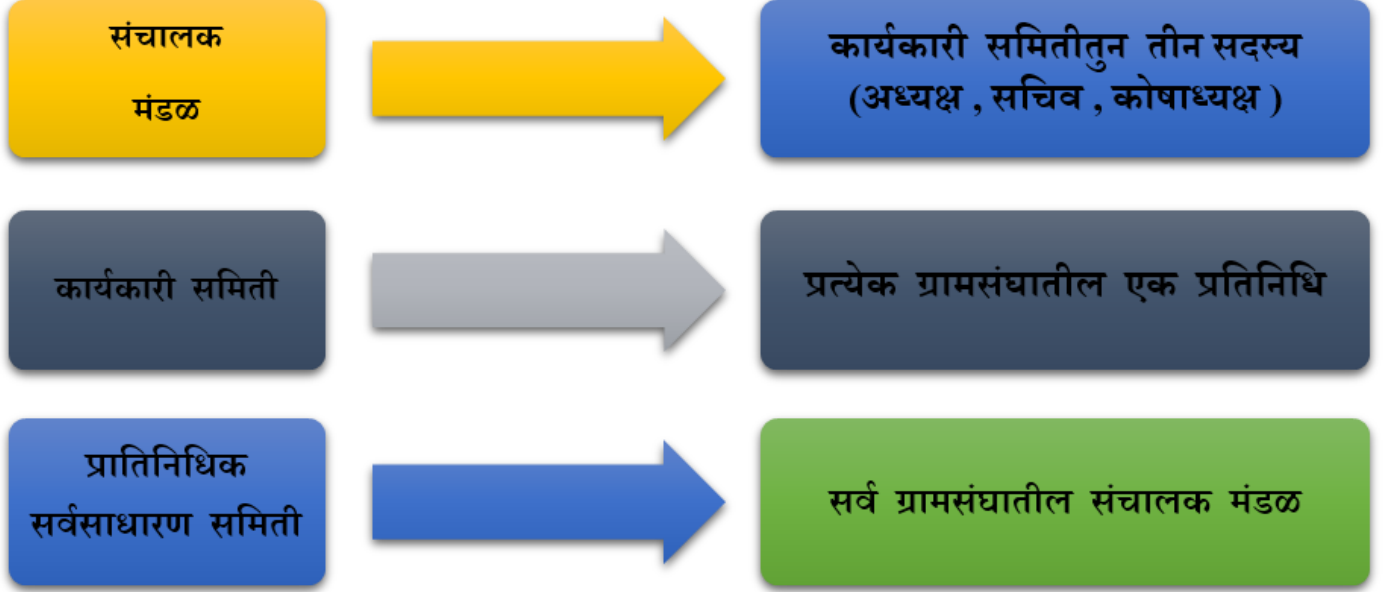 संचालक
मंडळ
कार्यकारी समितीतुन तीन सदस्य
(अध्यक्ष , सचिव , कोषाध्यक्ष )
कार्यकारी समिती
प्रत्येक ग्रामसंघातील एक प्रतिनिधि
प्रातिनिधिक
सर्वसाधारण समिती
सर्व ग्रामसंघातील संचालक मंडळ